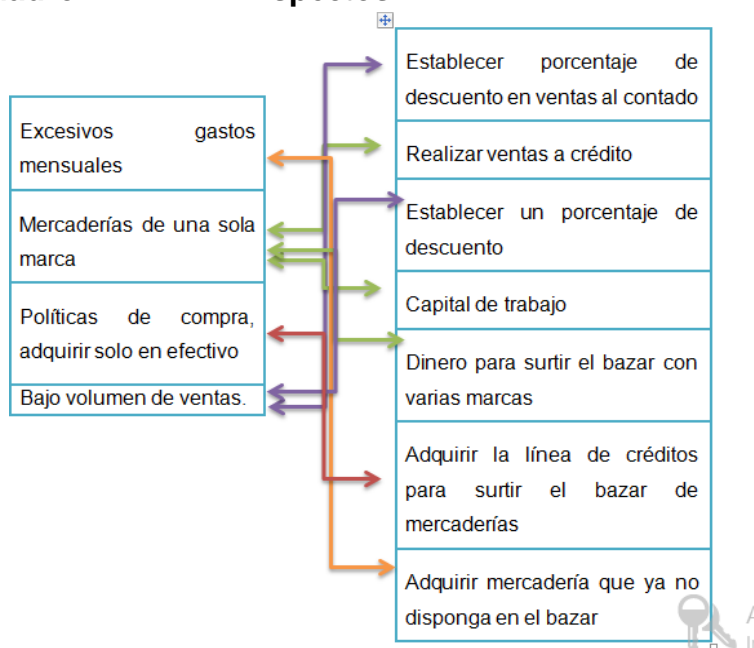 Excesivos gastos
mensuales
Mercaderías de una sola
marca
Políticas de compra,
adquirir solo en efectivo
Bajo volumen de ventas.
Establecer porcentaje de
descuento en ventas al contado
Realizar ventas a crédito
Establecer un porcentaje de
descuento
Capital de trabajo
Dinero para surtir el bazar con
varias marcas
Adquirir la línea de créditos
para surtir el bazar de
mercaderías
Adquirir mercadería que ya no
disponga en el bazar